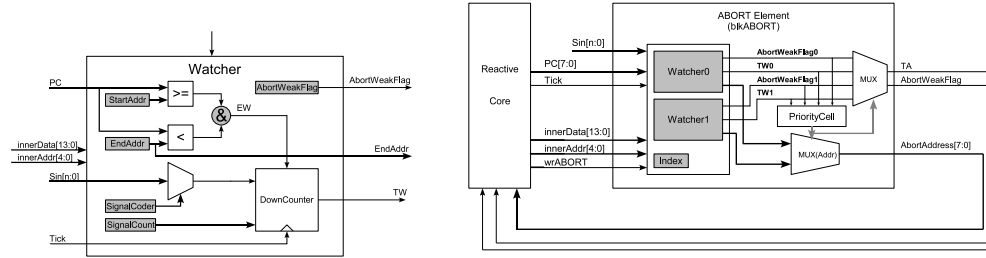 Watcher
PC
StartAddr
>=
AbortWeakFlag
AbortWeakFlag
&
EW
EndAddr
<
EndAddr
innerData[13:0]
innerAddr[4:0]
Sin[n:0]
SignalCoder
DownCounter
TW
SignalCount
Tick
ABORT Element
(blkABORT)
Reactive
Core
Sin[n:0]
PC[7:0]
Tick
innerData[13:0]
innerAddr[4:0]
wrABORT
Watcher0
Watcher1
Index
AbortWeakFlag0
TW0
AbortWeakFlag1
TW1
MUX
PriorityCell
MUX(Addr)
TA
AbortWeakFlag
AbortAddress[7:0]